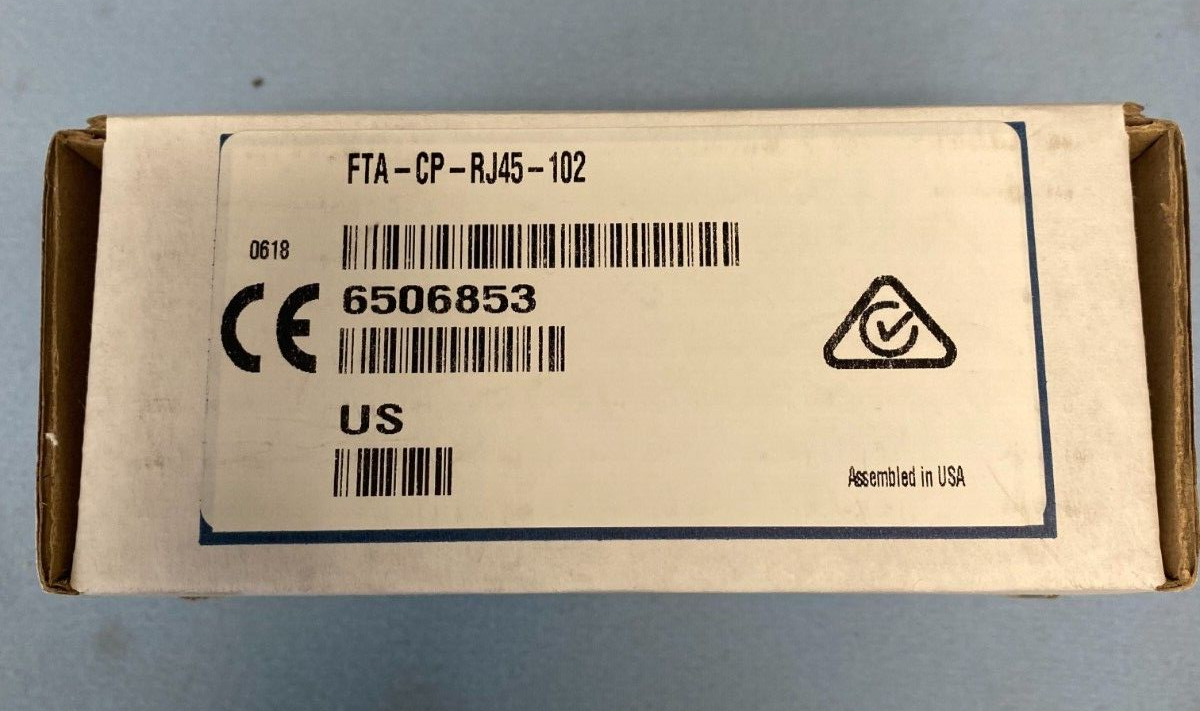 FTA-CP-RJ45-102
0618
CE
6506853
US
Assembled in USA